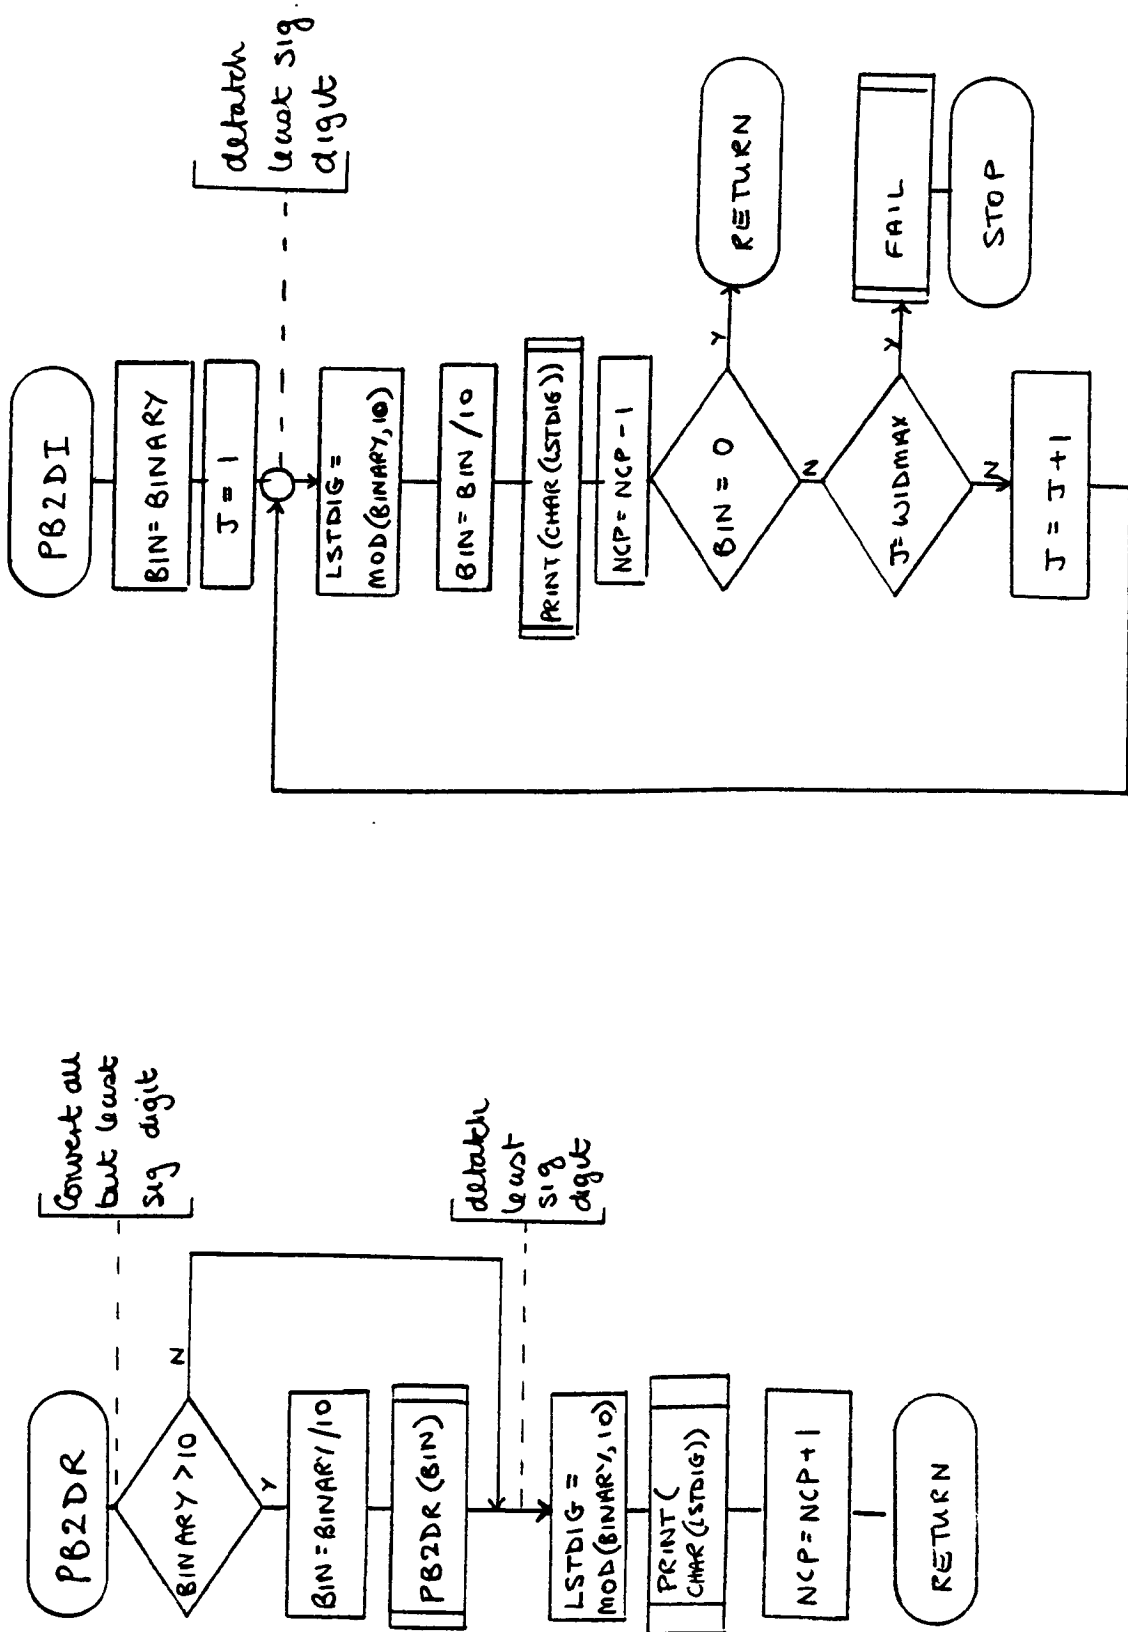 PB2DR
Convert all
but least
sig digit
BINARY > 10
N
Y
BIN = BINARY/10
PB2DR (BIN)
detatch
least
sig
digit
LSTDIG =
MOD(BINARY, 10)
PRINT (
CHAR (LSTDIG))
NCP = NCP + 1
RETURN
PB2DI
BIN = BINARY
J = 1
detatch
least sig
digit
LSTDIG =
MOD (BINARY, 10)
BIN = BIN / 10
PRINT (CHAR (LSTDIG))
NCP = NCP - 1
BIN = 0
Y
RETURN
N
J = WIDMAX
Y
FAIL
STOP
N
J = J + 1